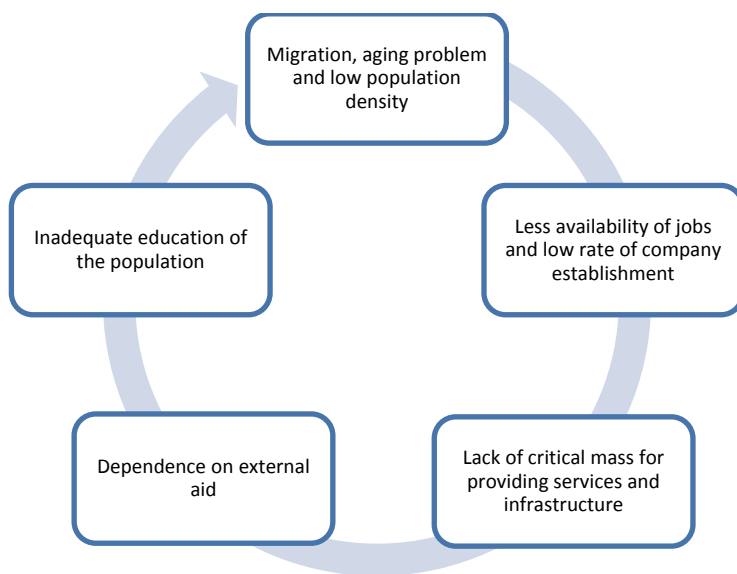 Migration, aging problem
and low population
density
Less availability of jobs
and low rate of company
establishment
Lack of critical mass for
providing services and
infrastructure
Dependence on external
aid
Inadequate education of
the population